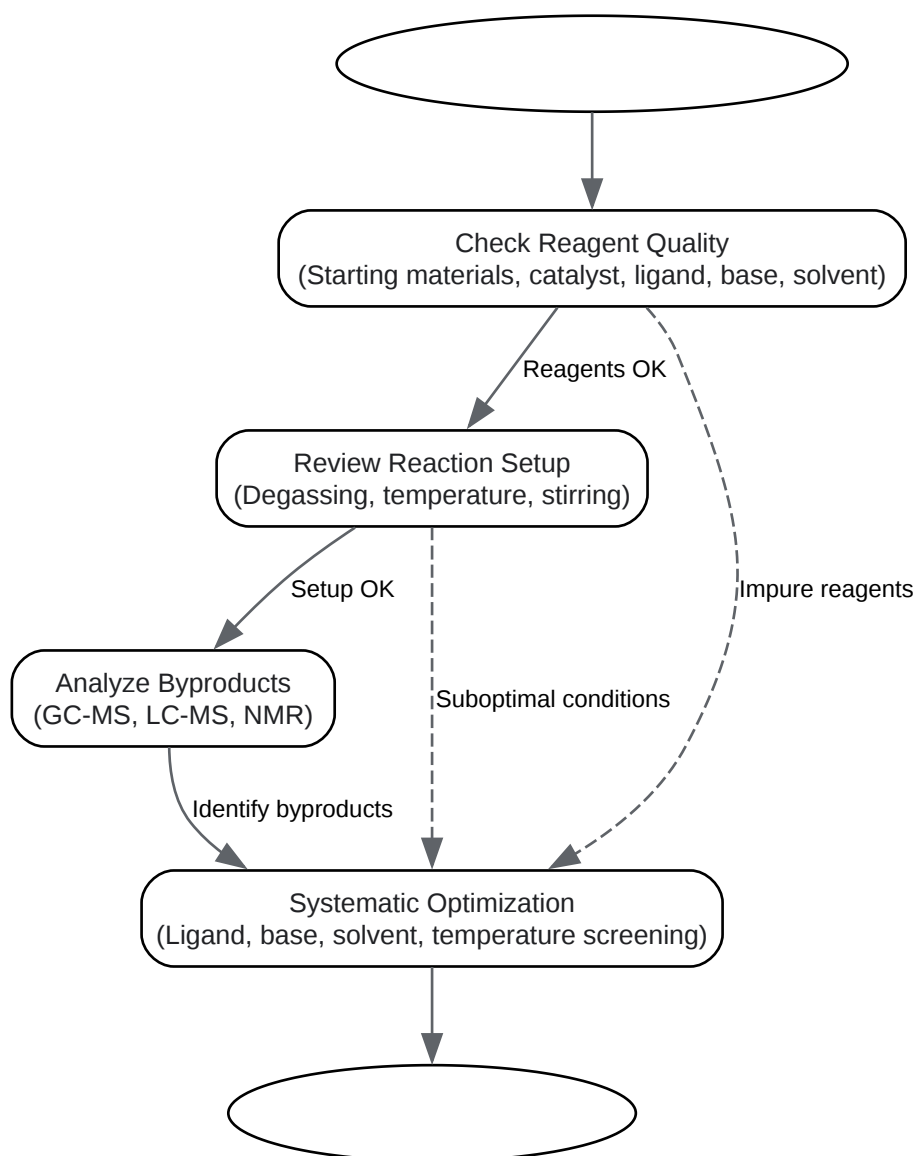 Check Reagent Quality
(Starting materials, catalyst, ligand, base, solvent)
Reagents OK
Review Reaction Setup
(Degassing, temperature, stirring)
Setup OK
Impure reagents
Analyze Byproducts
(GC-MS, LC-MS, NMR)
Suboptimal conditions
Identify byproducts
Systematic Optimization
(Ligand, base, solvent, temperature screening)